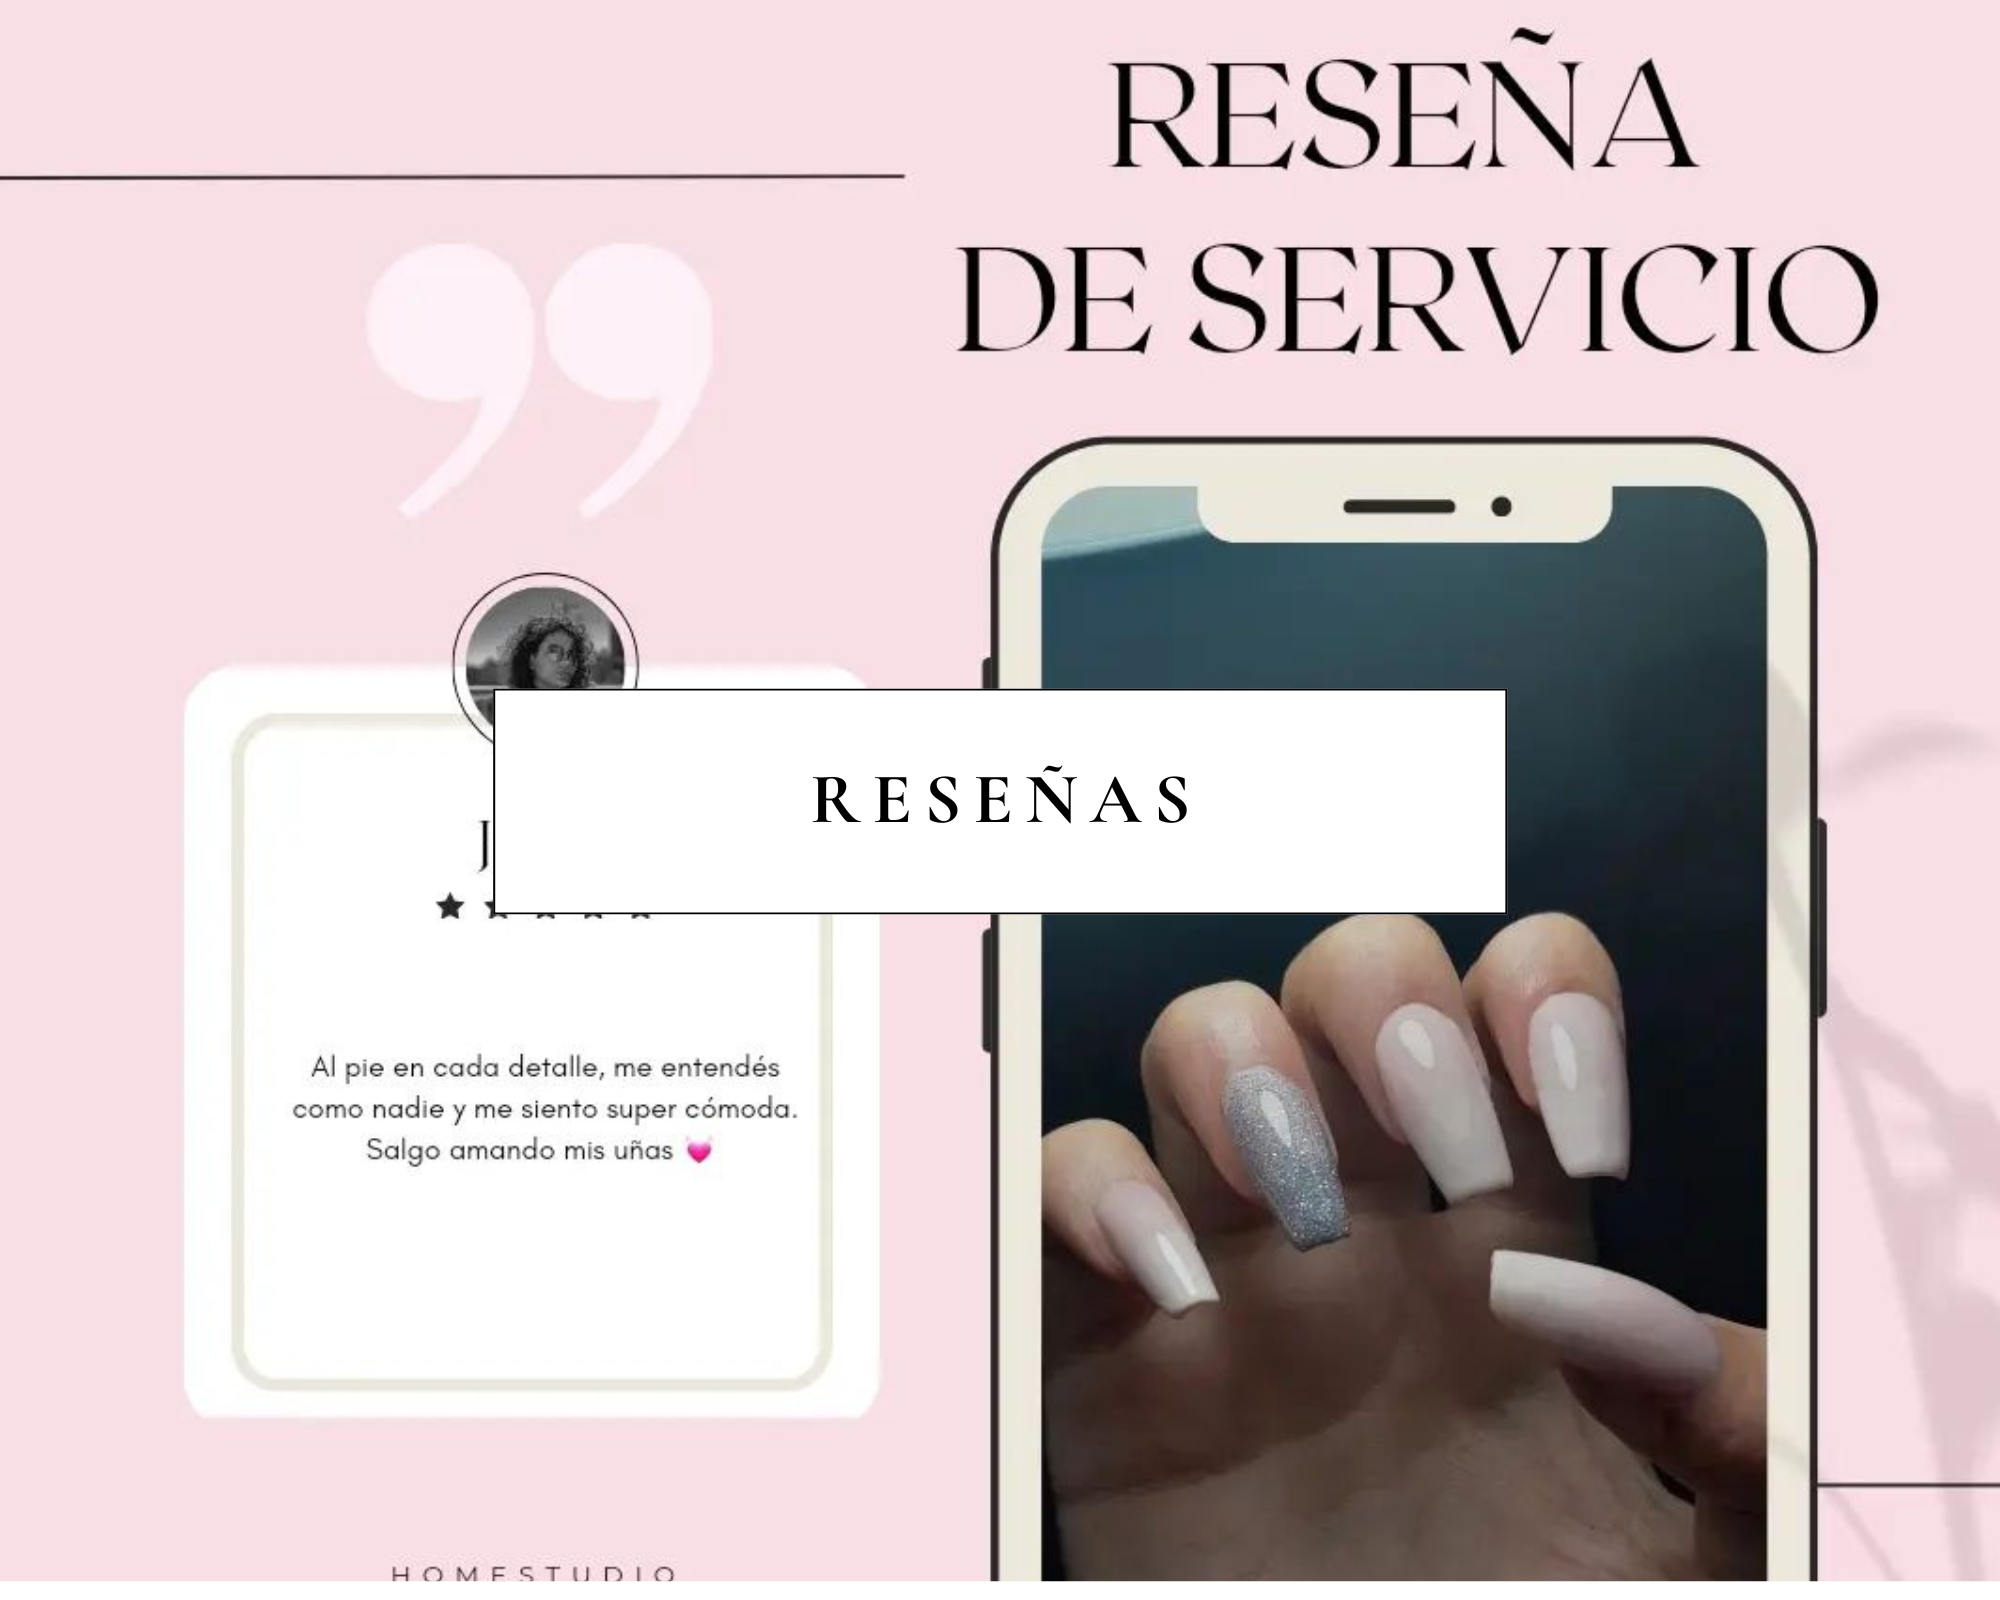 RESEÑA
DE SERVICIO
RESEÑAS
Al pie en cada detalle, me entendés
como nadie y me siento super cómoda.
Salgo amando mis uñas 💓
HOMESTUDIO